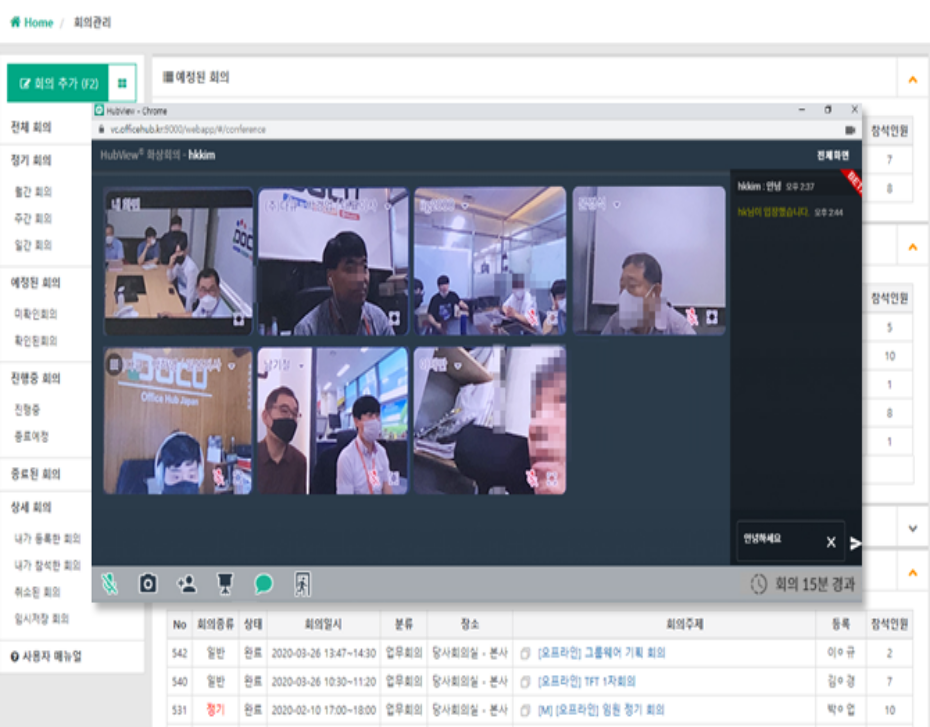 Home / 회의관리
회의 추가 (F2)
예정된 회의
전체 회의
정기 회의
월간 회의
주간 회의
일간 회의
예정된 회의
미확인회의
확인된회의
진행중 회의
진행중
종료예정
종료된 회의
상세 회의
내가 등록한 회의
내가 참석한 회의
취소된 회의
임시저장 회의
사용자 매뉴얼
HubView - Chrome
vc.officehub.kr:9000/webapp/#/conference
HubView® 화상회의 - hkkim
전체화면
BETA
내 화면
hkkim : 안녕 오후 2:37
hk님이 입장했습니다. 오후 2:44
남기창
Office Hub Japan
안녕하세요 X
회의 15분 경과
참석인원
7
8
참석인원
5
10
1
8
1
No 회의종류 상태 회의일시 분류 장소 회의주제 등록 참석인원
542 일반 완료 2020-03-26 13:47~14:30 업무회의 당사회의실 - 본사 [오프라인] 그룹웨어 기획 회의 이ㅇ규 2
540 일반 완료 2020-03-26 10:30~11:20 업무회의 당사회의실 - 본사 [오프라인] TFT 1차회의 김ㅇ경 7
531 정기 완료 2020-02-10 17:00~18:00 업무회의 당사회의실 - 본사 [M] [오프라인] 임원 정기 회의 박ㅇ업 10